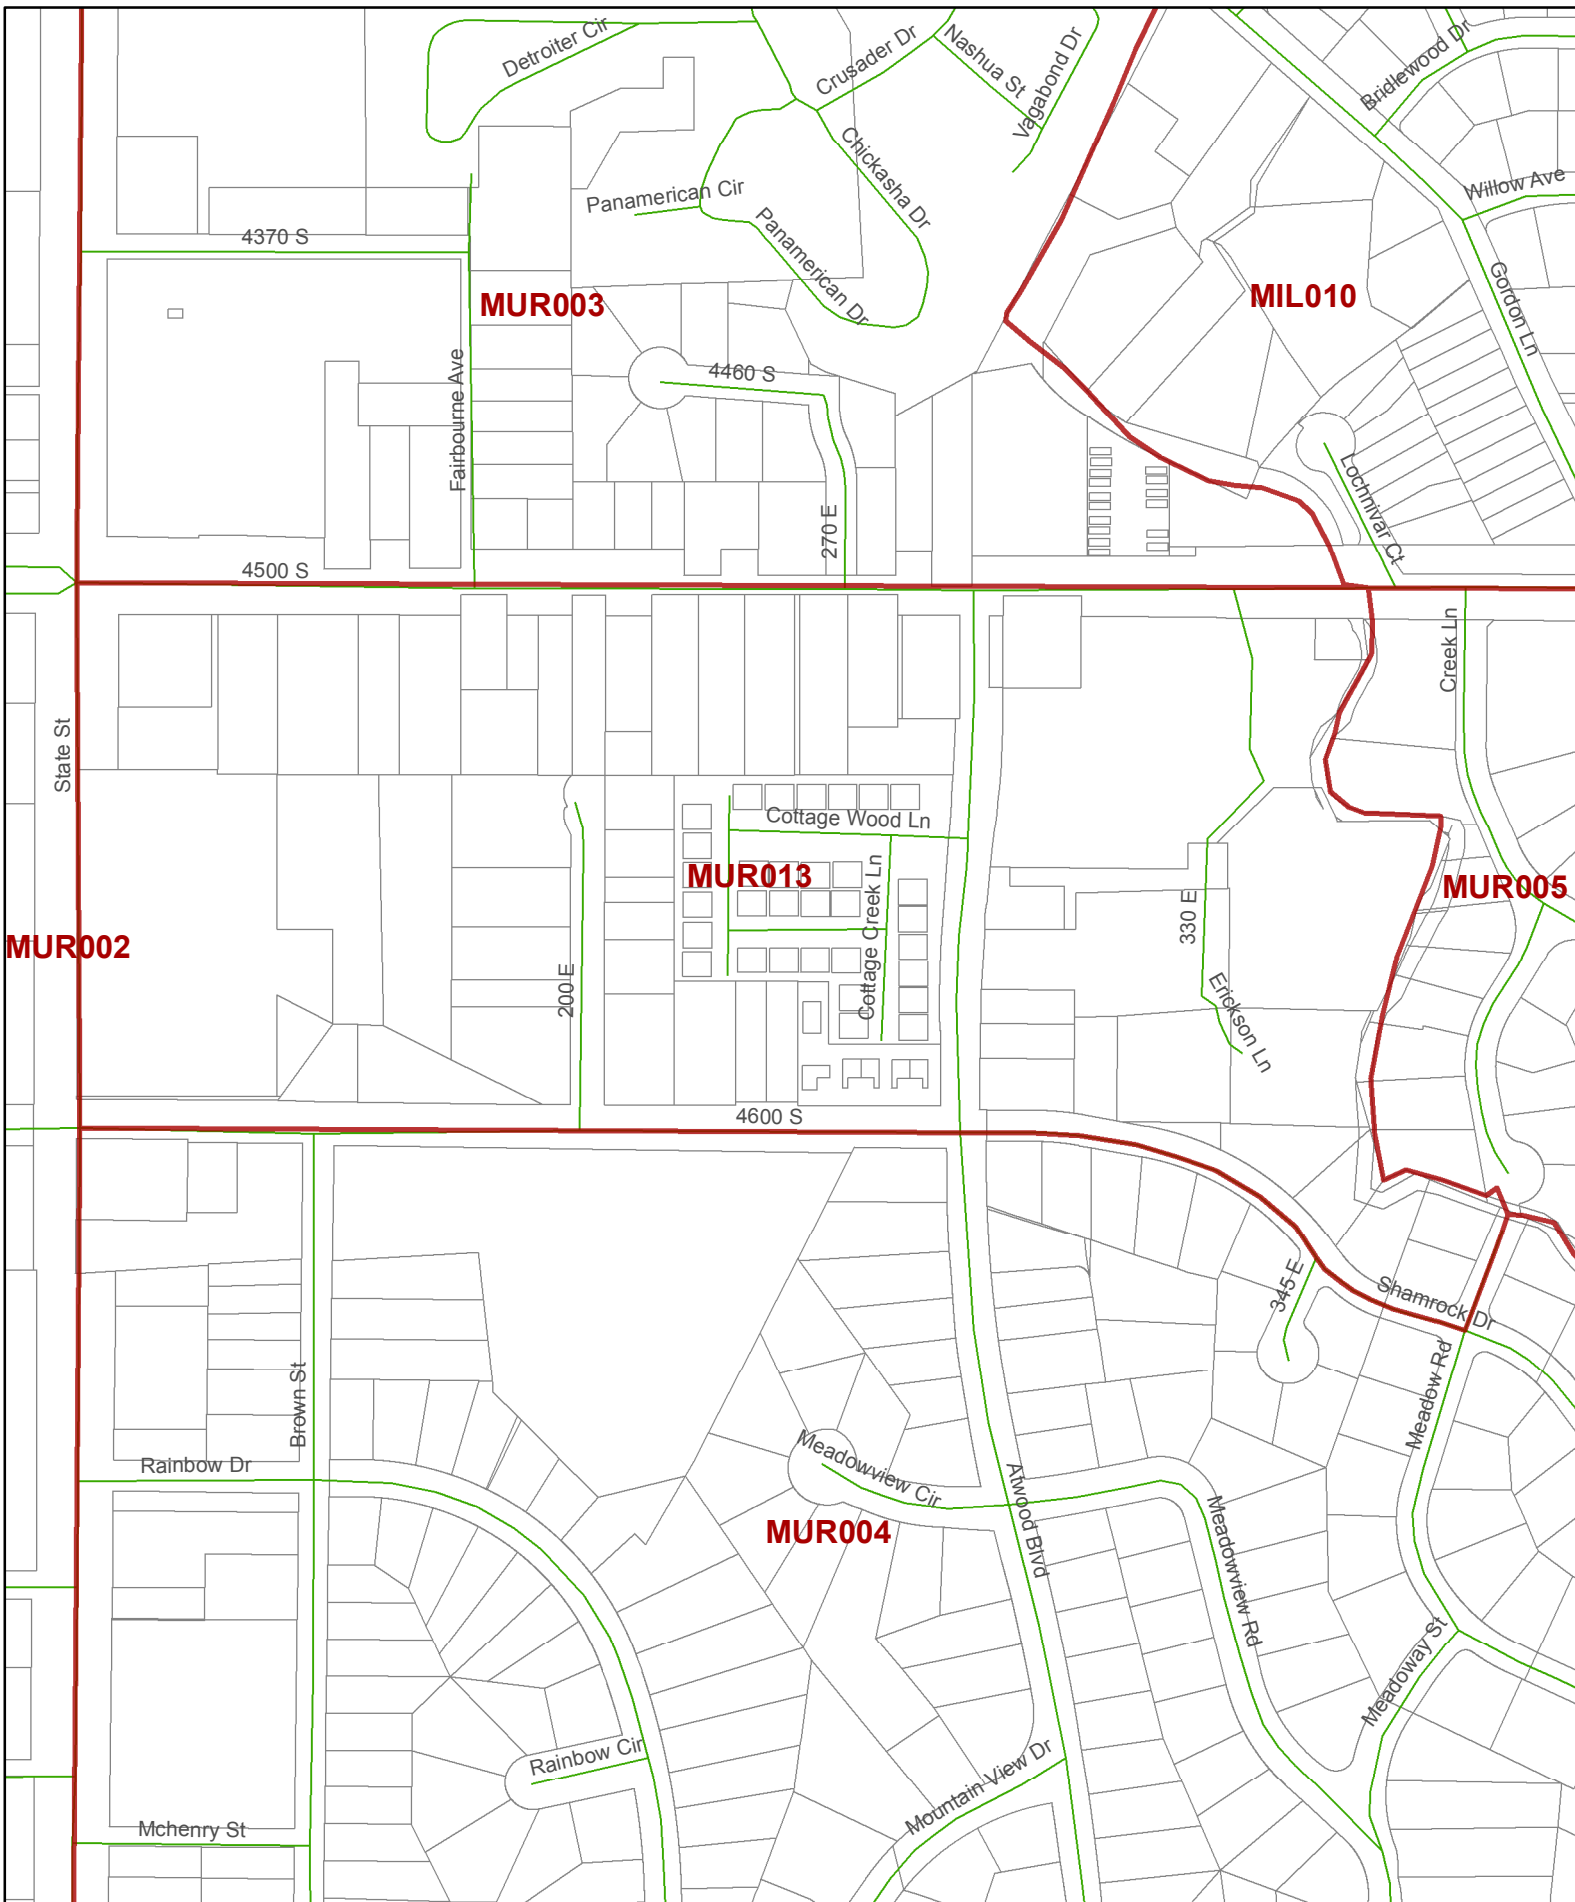 Detroiter Cir
Crusader Dr
Nashua St
Vagabond Dr
Bridlewood Dr
Chickasha Dr
Willow Ave
Panamerican Cir
4370 S
Panamerican Dr
Gordon Ln
MUR003
MIL010
4460 S
Fairbourne Ave
Lochnivar Ct
270 E
4500 S
Creek Ln
State St
Cottage Wood Ln
MUR013
MUR005
Cottage Creek Ln
330 E
MUR002
200 E
Erickson Ln
4600 S
345 E
Shamrock Dr
Brown St
Meadow Rd
Rainbow Dr
Meadowview Cir
Atwood Blvd
MUR004
Meadowview Rd
Meadoway St
Rainbow Cir
Mountain View Dr
Mchenry St